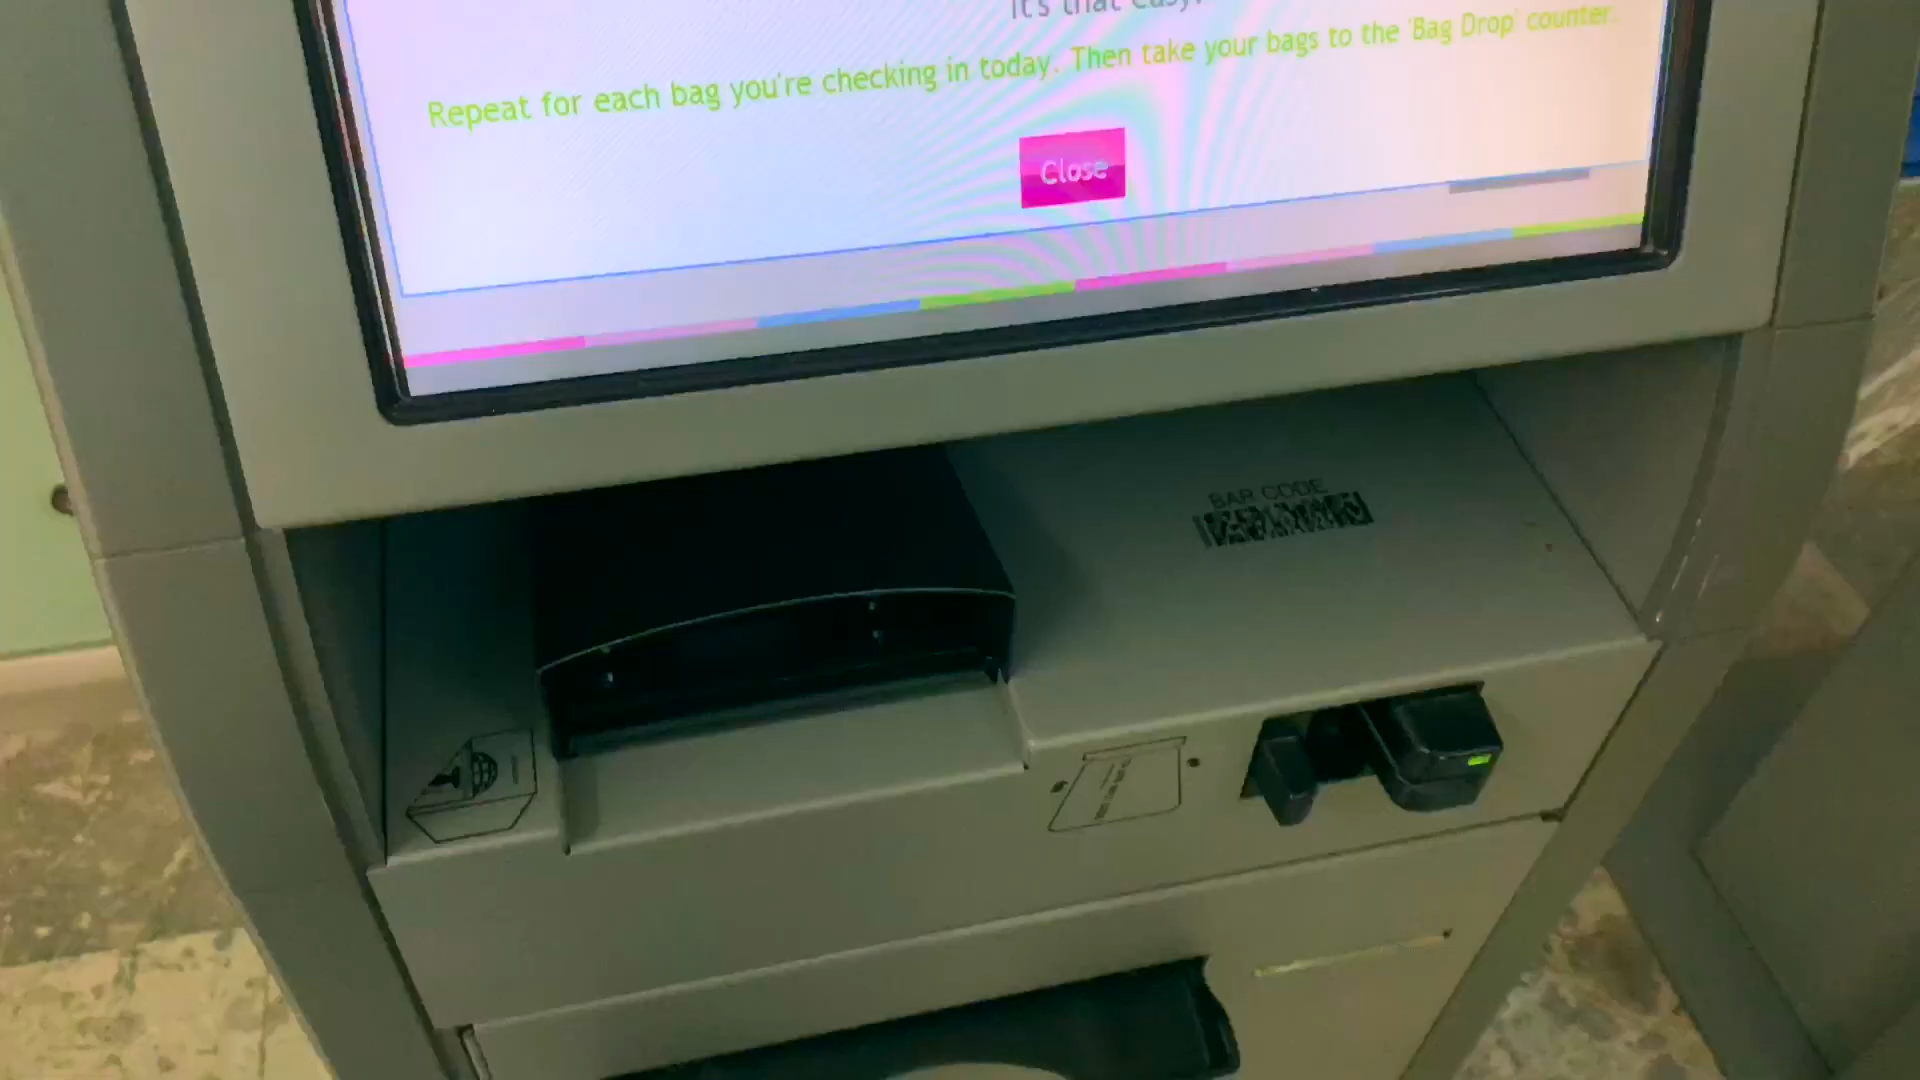 It's that easy.
Repeat for each bag you're checking in today. Then take your bags to the 'Bag Drop' counter.
Close
BAR CODE